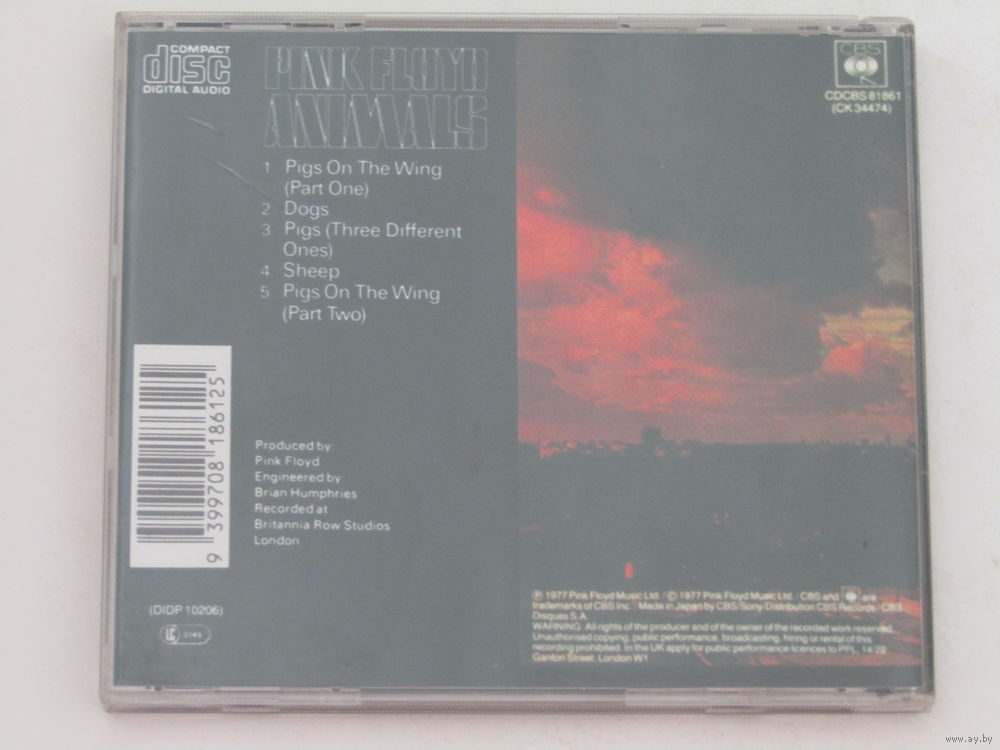 COMPACT
disc
DIGITAL AUDIO
PINK FLOYD
ANIMALS
1 Pigs On The Wing
(Part One)
2 Dogs
3 Pigs (Three Different
Ones)
4 Sheep
5 Pigs On The Wing
(Part Two)
CBS
CDCBS 81861
(CK 34474)
9 399708 186125
Produced by:
Pink Floyd
Engineered by
Brian Humphries
Recorded at
Britannia Row Studios
London
(DIDP 10206)
LC 0149
℗ 1977 Pink Floyd Music Ltd. / © 1977 Pink Floyd Music Ltd. / CBS and are
trademarks of CBS Inc. / Made in Japan by CBS/Sony/Distribution CBS Records / CBS
Disques S.A.
WARNING: All rights of the producer and of the owner of the recorded work reserved.
Unauthorised copying, public performance, broadcasting, hiring or rental of this
recording prohibited. In the UK apply for public performance licences to PPL, 14/22
Ganton Street, London W1
www.ay.by